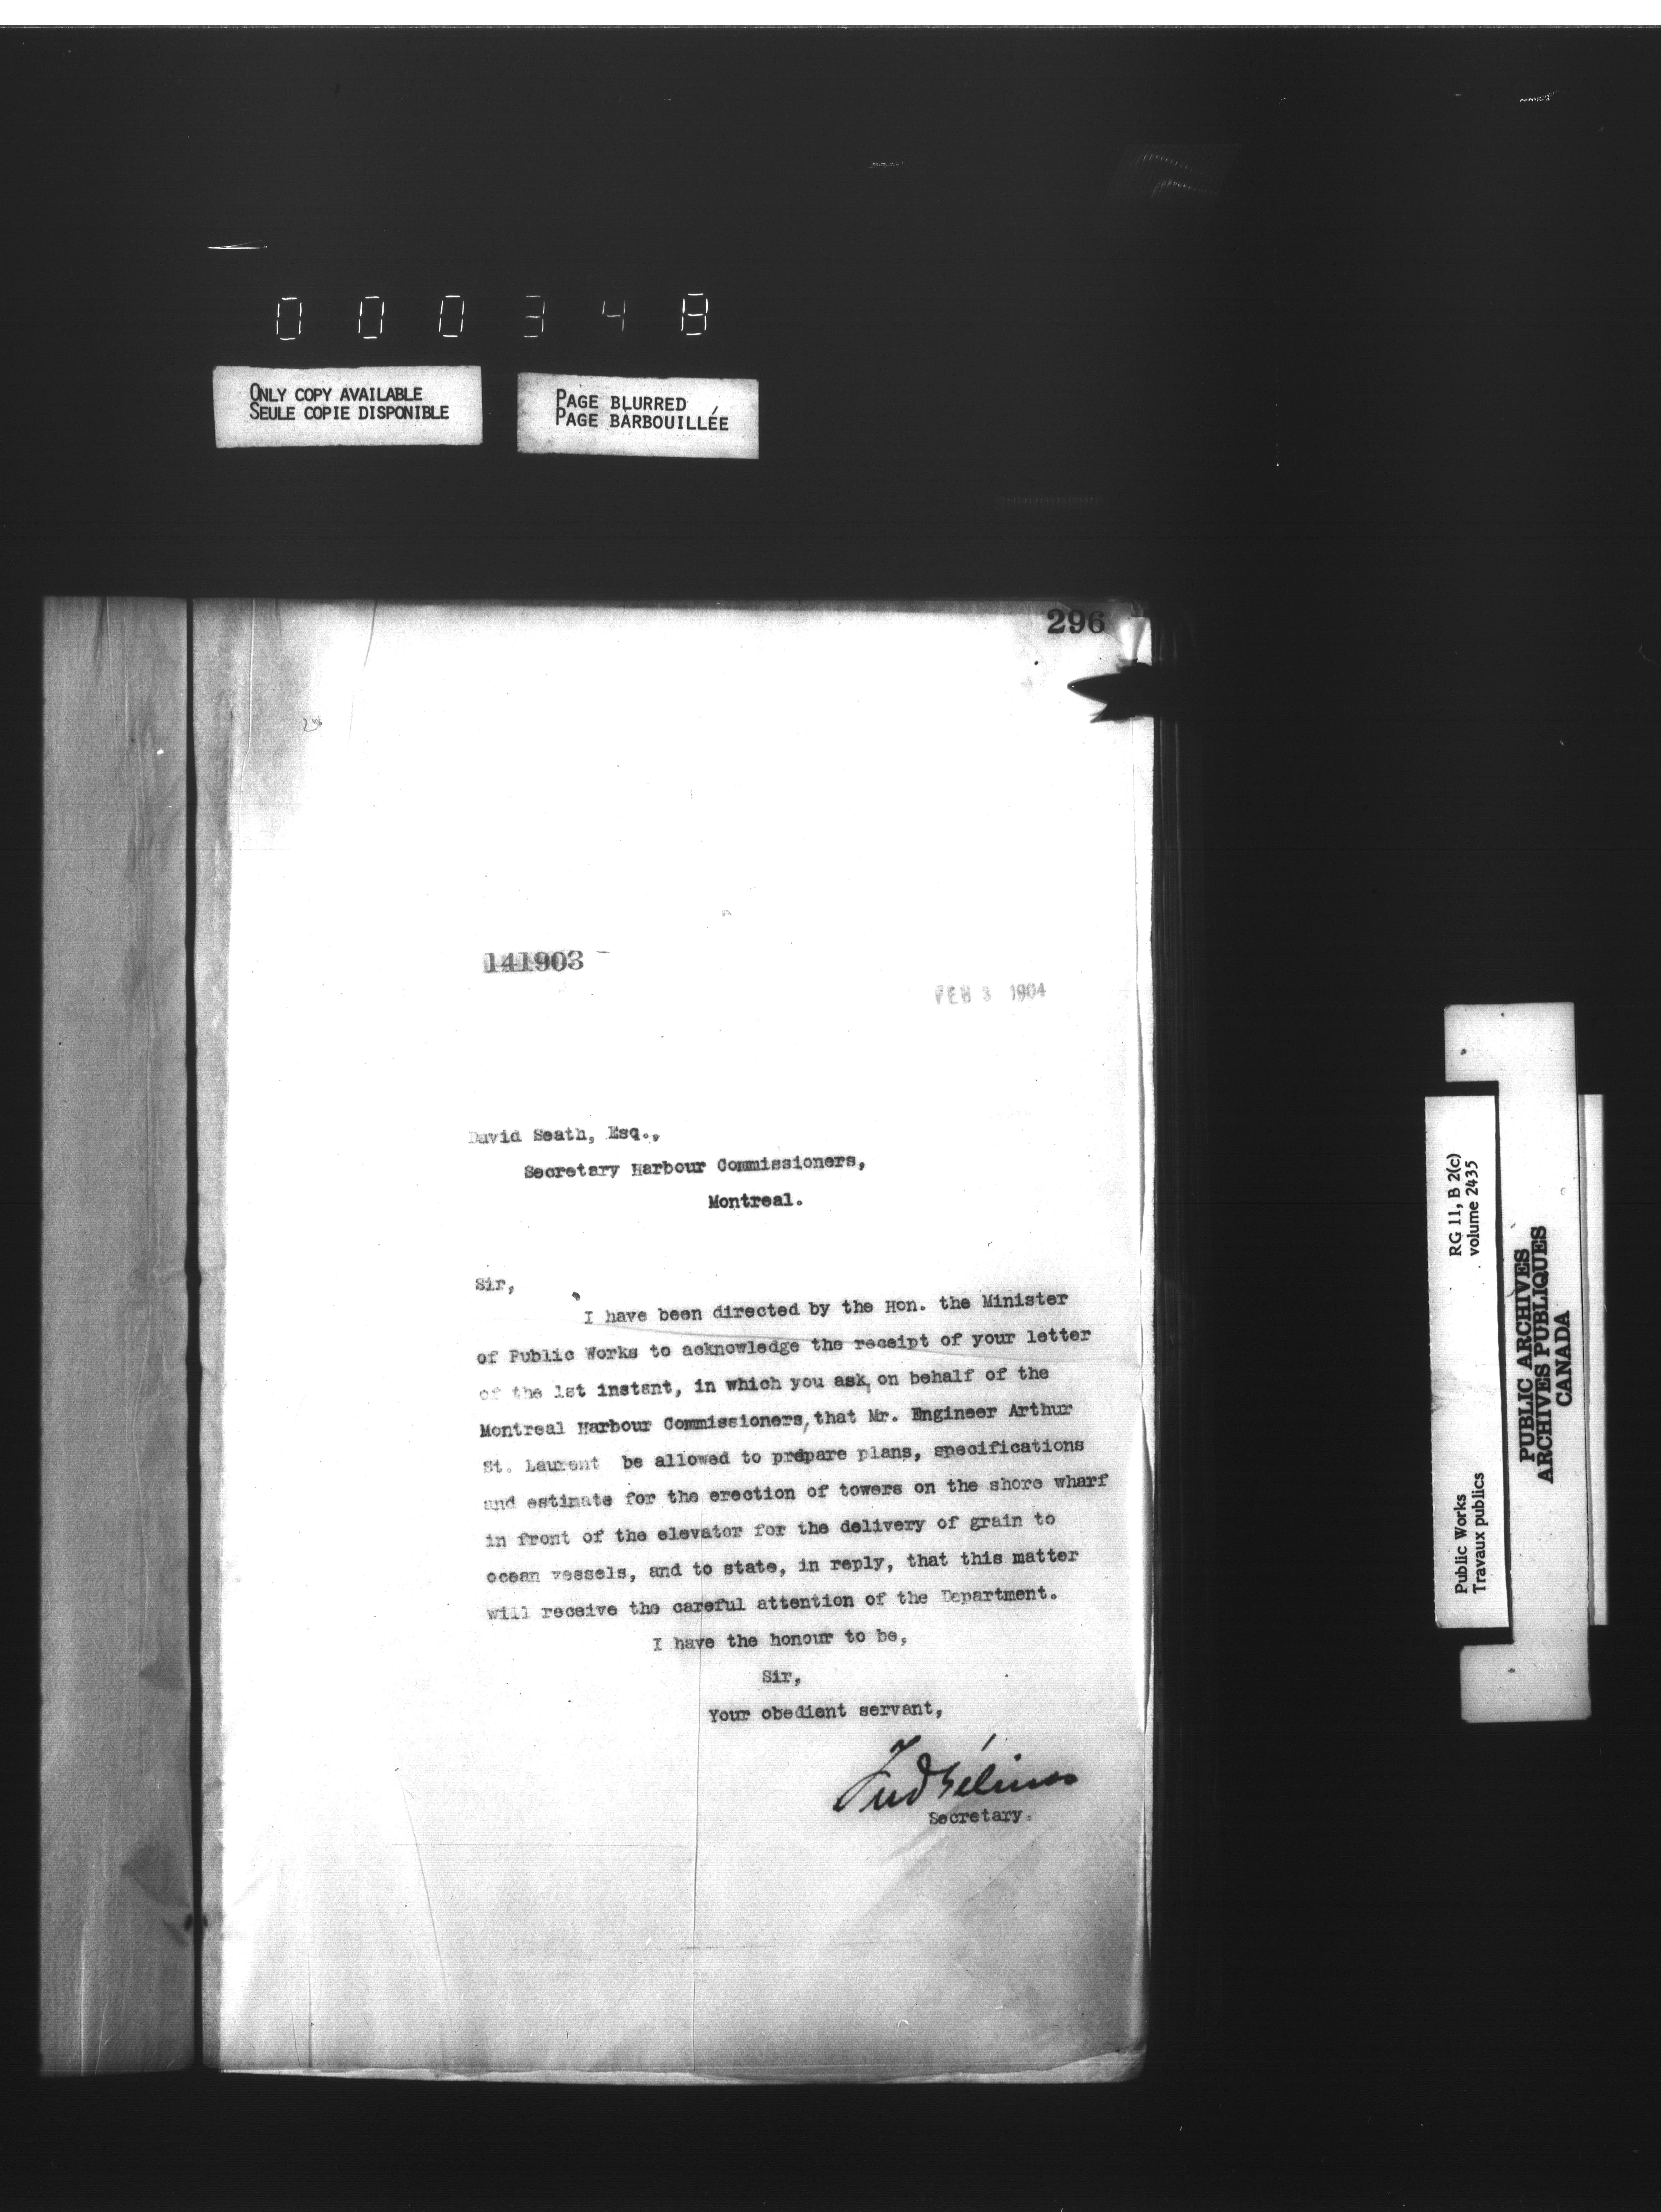 000348
ONLY COPY AVAILABLE
SEULE COPIE DISPONIBLE
PAGE BLURRED
PAGE BARBOUILLÉE
296
141903
FEB 3 1904
David Seath, Esq.,
Secretary Harbour Commissioners,
Montreal.
Sir,
I have been directed by the Hon. the Minister
of Public Works to acknowledge the receipt of your letter
of the 1st instant, in which you ask, on behalf of the
Montreal Harbour Commissioners, that Mr. Engineer Arthur
St. Laurent be allowed to prepare plans, specifications
and estimate for the erection of towers on the shore wharf
in front of the elevator for the delivery of grain to
ocean vessels, and to state, in reply, that this matter
will receive the careful attention of the Department.
I have the honour to be,
Sir,
Your obedient servant,
Fred Gélinas
Secretary.
RG 11, B 2(c)
volume 2435
Public Works
Travaux publics
PUBLIC ARCHIVES
ARCHIVES PUBLIQUES
CANADA